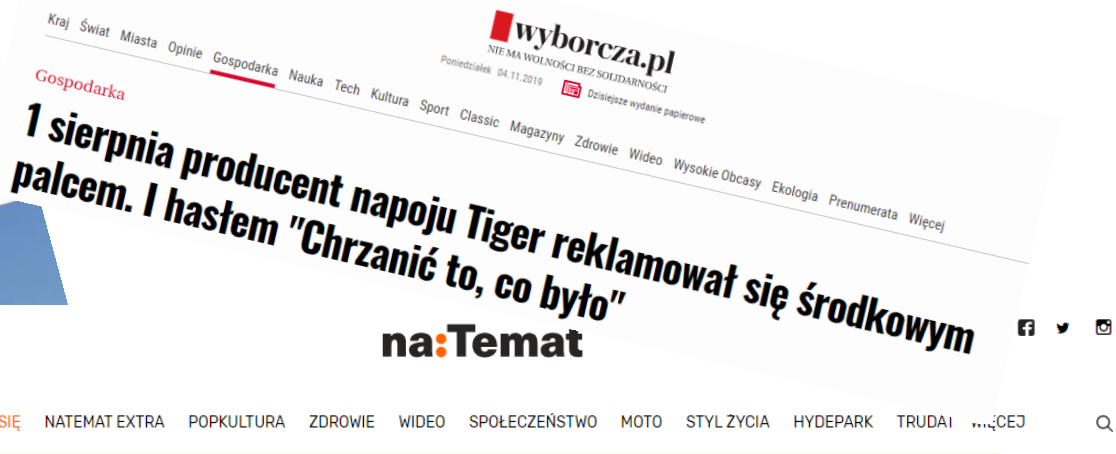 wyborcza.pl
NIE MA WOLNOŚCI BEZ SOLIDARNOŚCI
Poniedziałek 04.11.2019 Dzisiejsze wydanie papierowe
Kraj Świat Miasta Opinie Gospodarka Nauka Tech Kultura Sport Classic Magazyny Zdrowie Wideo Wysokie Obcasy Ekologia Prenumerata Więcej
Gospodarka
1 sierpnia producent napoju Tiger reklamował się środkowym
palcem. I hasłem "Chrzanić to, co było"
na:Temat
SIĘ NATEMAT EXTRA POPKULTURA ZDROWIE WIDEO SPOŁECZEŃSTWO MOTO STYL ŻYCIA HYDEPARK TRUDAT WIĘCEJ